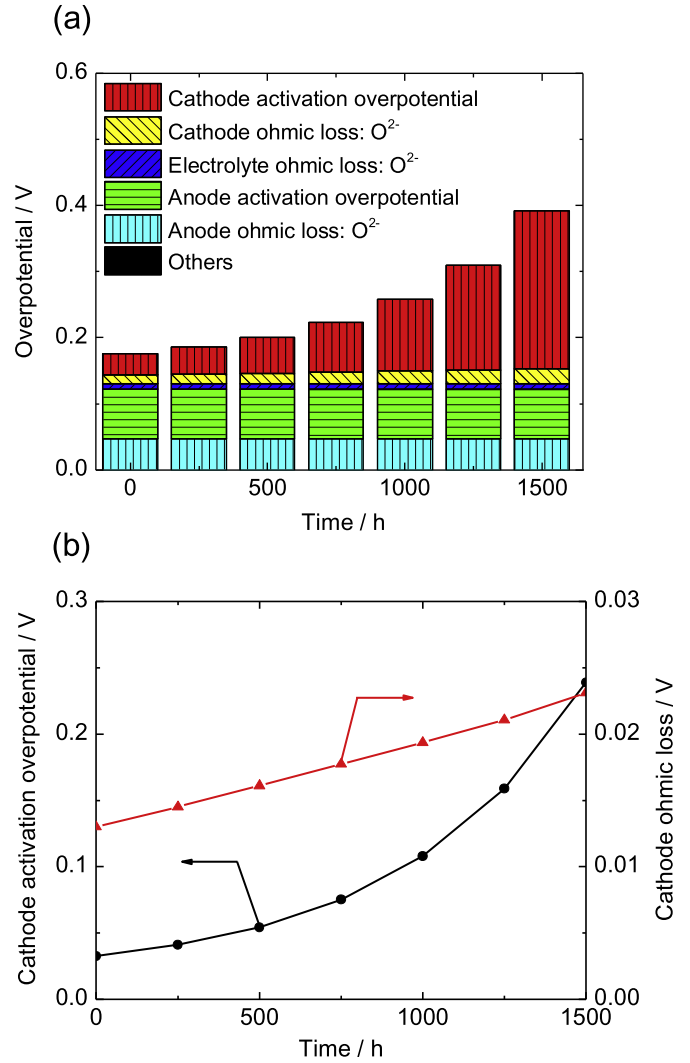 (a)
0.6
0.4
0.2
0.0
Overpotential / V
Cathode activation overpotential
Cathode ohmic loss: O²⁻
Electrolyte ohmic loss: O²⁻
Anode activation overpotential
Anode ohmic loss: O²⁻
Others
0 500 1000 1500
Time / h
(b)
0.3
0.2
0.1
0.0
Cathode activation overpotential / V
0.03
0.02
0.01
0.00
Cathode ohmic loss / V
0 500 1000 1500
Time / h